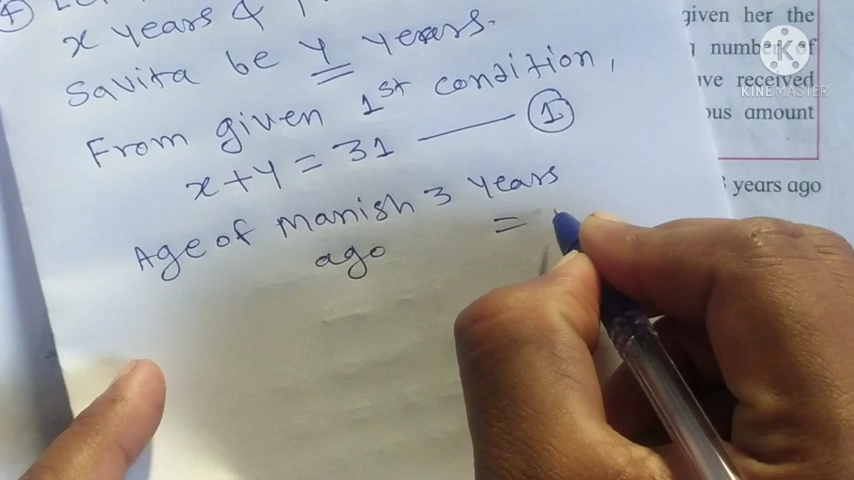 x years &
Savita be y years.
From given 1st condition,
x + y = 31 —— ①
Age of Manish 3 years
ago =
given her the
number of
ve received
ous amount
years ago
K
KINEMASTER